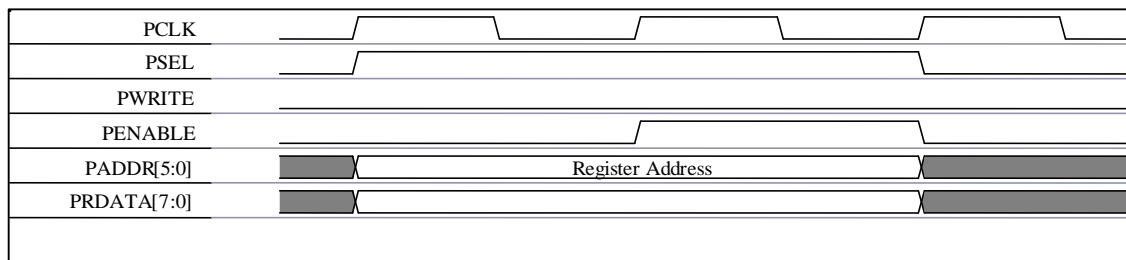 PCLK
PSEL
PWRITE
PENABLE
PADDR[5:0] Register Address
PRDATA[7:0]